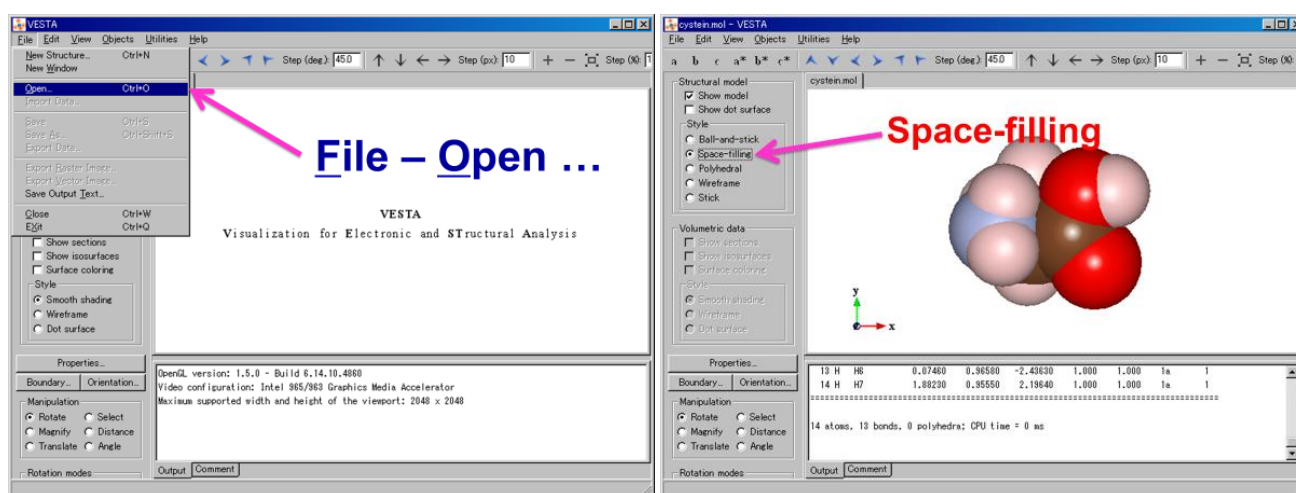 VESTA
File Edit View Objects Utilities Help
New Structure... Ctrl+N
New Window
Open... Ctrl+O
Import Data...
Save Ctrl+S
Save As... Ctrl+Shift+S
Export Data...
Export Raster Image...
Export Vector Image...
Save Output Text...
Close Ctrl+W
EXit Ctrl+Q
Step (deg.): 45.0
Step (px): 10
Step (%): 1
File – Open …
VESTA
Visualization for Electronic and STructural Analysis
Show sections
Show isosurfaces
Surface coloring
Style
Smooth shading
Wireframe
Dot surface
Properties...
Boundary... Orientation...
Manipulation
Rotate Select
Magnify Distance
Translate Angle
Rotation modes
OpenGL version: 1.5.0 - Build 6.14.10.4860
Video configuration: Intel 965/963 Graphics Media Accelerator
Maximum supported width and height of the viewport: 2048 x 2048
Output Comment
cystein.mol - VESTA
File Edit View Objects Utilities Help
a b c a* b* c* Step (deg.): 45.0 Step (px): 10 Step (%):
Structural model
Show model
Show dot surface
Style
Ball-and-stick
Space-filling
Polyhedral
Wireframe
Stick
Volumetric data
Show sections
Show isosurfaces
Surface coloring
Style
Smooth shading
Wireframe
Dot surface
Properties...
Boundary... Orientation...
Manipulation
Rotate Select
Magnify Distance
Translate Angle
Rotation modes
cystein.mol
Space-filling
y
x
13 H H6 0.07460 0.96580 -2.43630 1.000 1.000 1a 1
14 H H7 1.88230 0.95550 2.19640 1.000 1.000 1a 1
14 atoms, 13 bonds, 0 polyhedra; CPU time = 0 ms
Output Comment